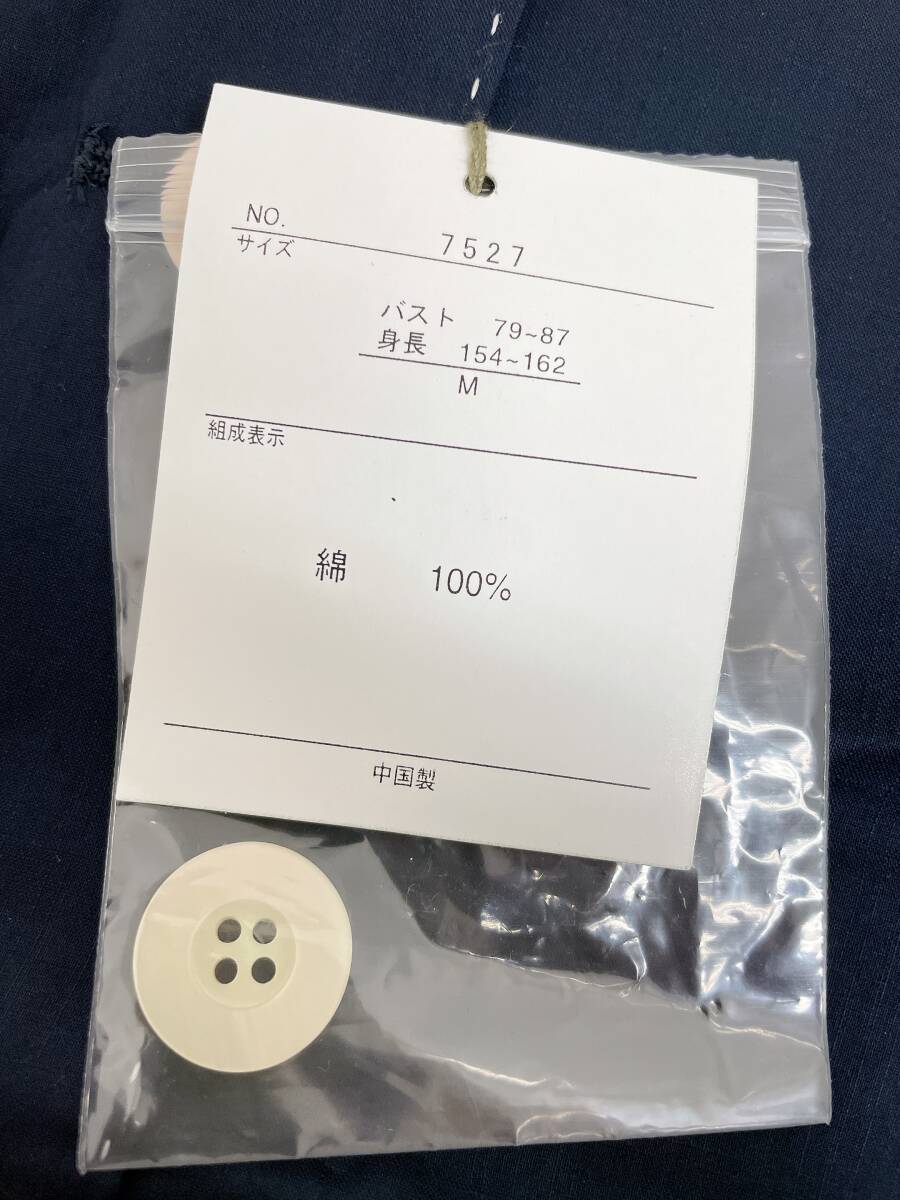 NO. 7527
サイズ
バスト 79~87
身長 154~162
M
組成表示
綿 100%
中国製